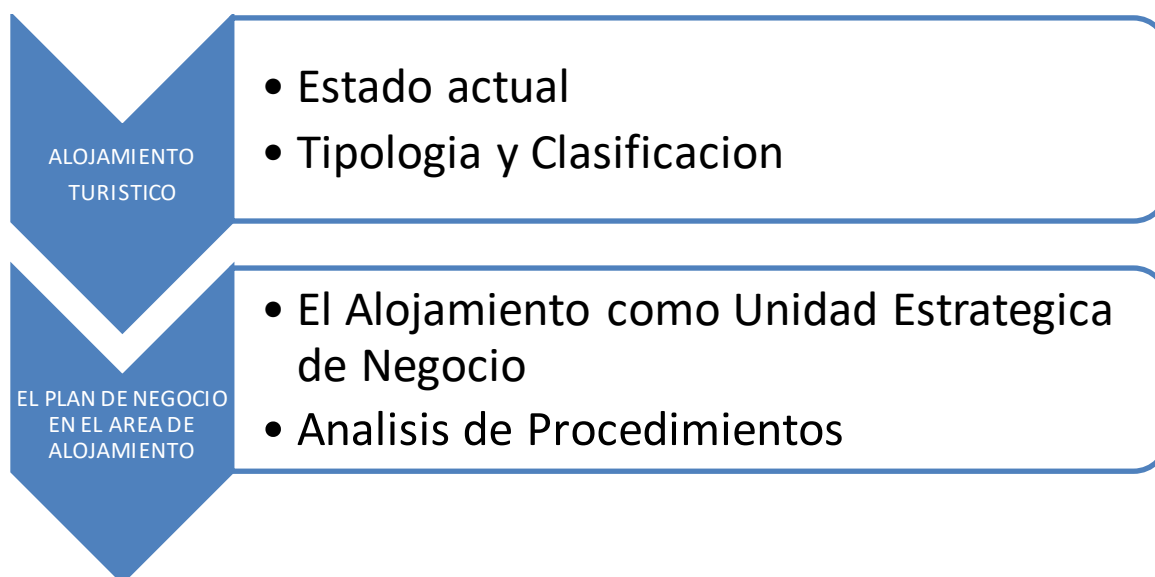 ALOJAMIENTO
TURISTICO
• Estado actual
• Tipologia y Clasificacion
EL PLAN DE NEGOCIO
EN EL AREA DE
ALOJAMIENTO
• El Alojamiento como Unidad Estrategica
de Negocio
• Analisis de Procedimientos